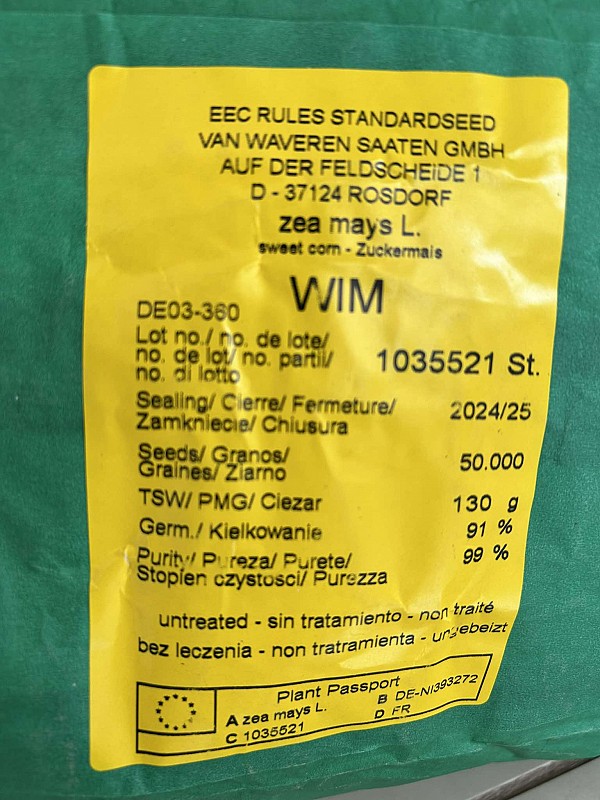 EEC RULES STANDARDSEED
VAN WAVEREN SAATEN GMBH
AUF DER FELDSCHEIDE 1
D - 37124 ROSDORF
zea mays L.
sweet corn - Zuckermais
WIM
DE03-360
Lot no./ no. de lote/
no. de lot/ no. partii/
no. di lotto
1035521 St.
Sealing/ Cierre/ Fermeture/
Zamkniecie/ Chiusura
2024/25
Seeds/ Granos/
Graines/ Ziarno
50.000
TSW/ PMG/ Ciezar
130 g
Germ./ Kielkowanie
91 %
Purity/ Pureza/ Purete/
Stopien czystosci/ Purezza
99 %
untreated - sin tratamiento - non traité
bez leczenia - non tratramienta - ungebeizt
Plant Passport
A zea mays L.
B DE-NI393272
C 1035521
D FR